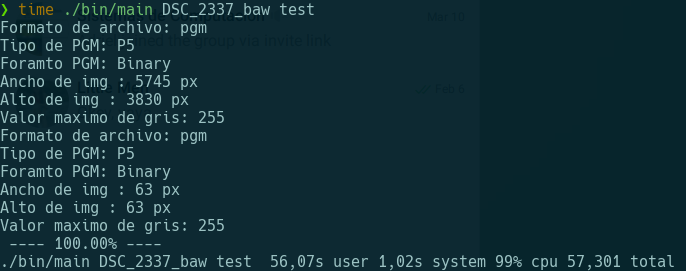 ❯ time ./bin/main DSC_2337_baw test
Formato de archivo: pgm
Tipo de PGM: P5
Foramto PGM: Binary
Ancho de img : 5745 px
Alto de img : 3830 px
Valor maximo de gris: 255
Formato de archivo: pgm
Tipo de PGM: P5
Foramto PGM: Binary
Ancho de img : 63 px
Alto de img : 63 px
Valor maximo de gris: 255
---- 100.00% ----
./bin/main DSC_2337_baw test  56,07s user 1,02s system 99% cpu 57,301 total